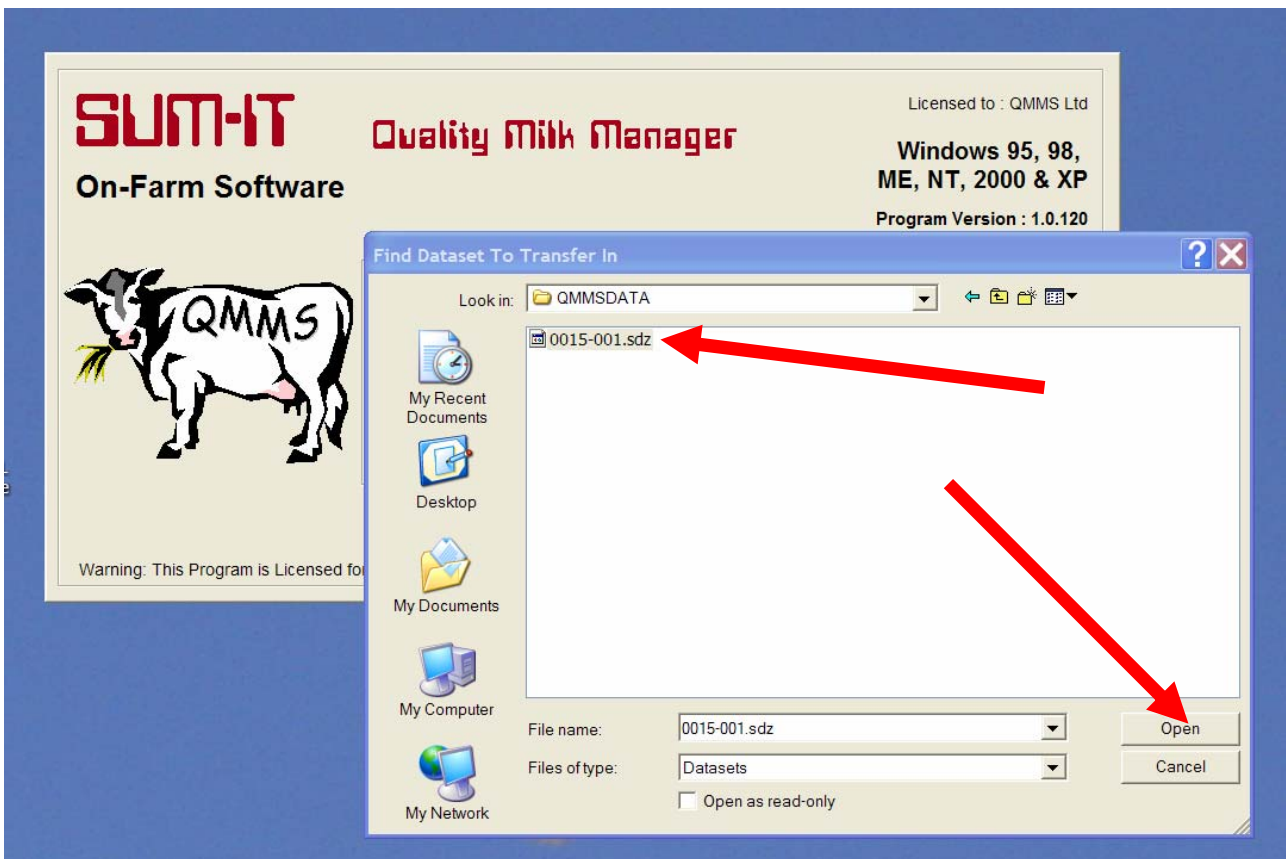 SUM-IT
Quality Milk Manager
On-Farm Software
Licensed to : QMMS Ltd
Windows 95, 98,
ME, NT, 2000 & XP
Program Version : 1.0.120
QMMS
Warning: This Program is Licensed for
Find Dataset To Transfer In
Look in:
QMMSDATA
0015-001.sdz
My Recent
Documents
Desktop
My Documents
My Computer
My Network
File name:
0015-001.sdz
Open
Files of type:
Datasets
Cancel
Open as read-only